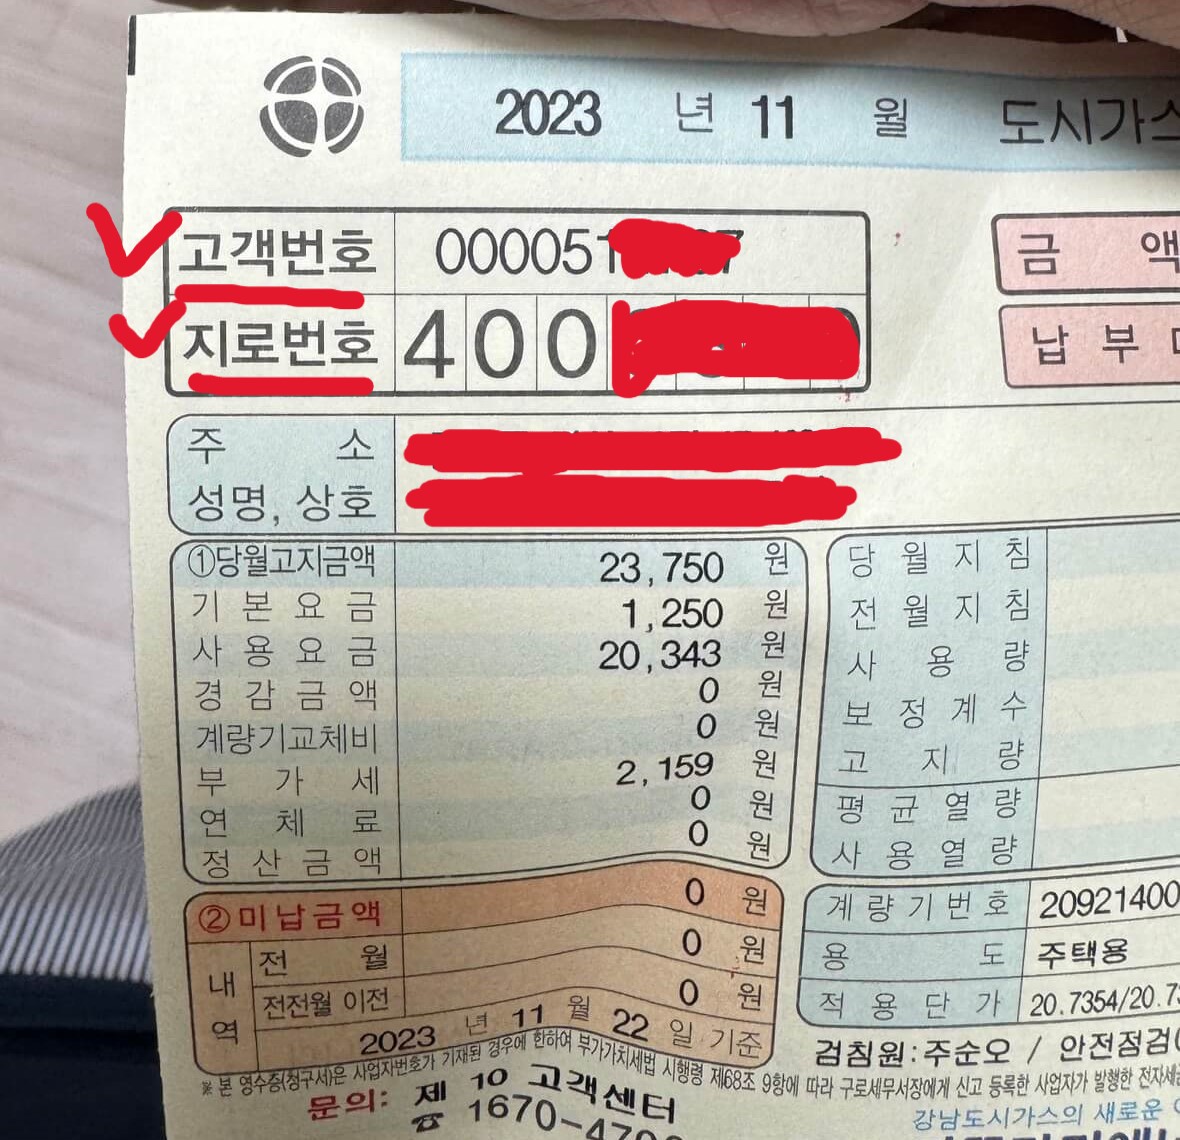 2023 년 11 월 도시가스
고객번호 000051
지로번호 400
금 액
납 부
주 소
성명, 상호
①당월고지금액 23,750 원
기본요금 1,250 원
사용요금 20,343 원
경감금액 0 원
계량기교체비 0 원
부가세 2,159 원
연체료 0 원
정산금액 0 원
당월지침
전월지침
사용량
보정계수
고지량
평균열량
사용열량
②미납금액 0 원
내역
전 월 0 원
전전월 이전 0 원
2023 년 11 월 22 일 기준
계량기번호 20921400
용 도 주택용
적용단가 20.7354/20.73
검침원:주순오 / 안전점검
※ 본 영수증(청구서)은 사업자번호가 기재된 경우에 한하여 부가가치세법 시행령 제68조 9항에 따라 구로세무서장에게 신고 등록한 사업자가 발행한 전자세금
문의: 제 10 고객센터
☎ 1670-47
강남도시가스의 새로운